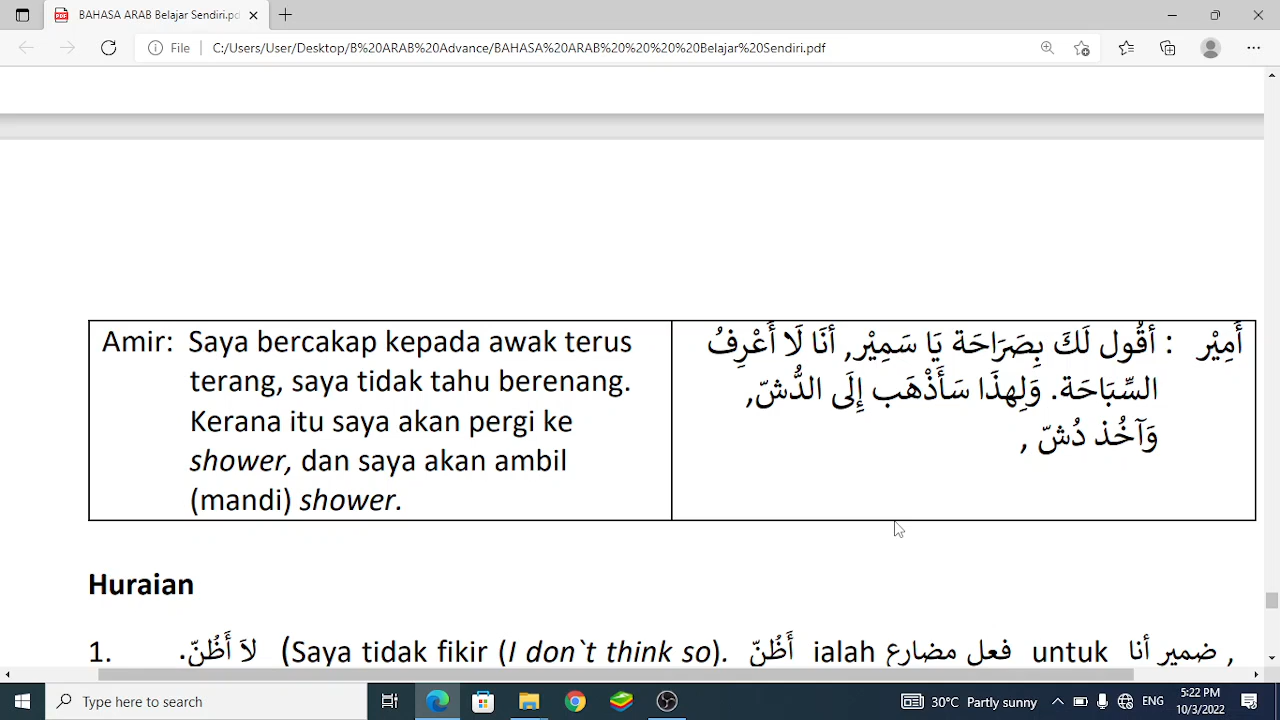 BAHASA ARAB Belajar Sendiri.pd
File
C:/Users/User/Desktop/B%20ARAB%20Advance/BAHASA%20ARAB%20%20%20%20Belajar%20Sendiri.pdf
Amir: Saya bercakap kepada awak terus
terang, saya tidak tahu berenang.
Kerana itu saya akan pergi ke
shower, dan saya akan ambil
(mandi) shower.
أَمِيْر : أقُول لَكَ بِصَرَاحَة يَا سَمِيْر, أنَا لَا أَعْرِفُ
السِّبَاحَة. وَلِهذَا سَأَذْهَب إِلَى الدُّشّ,
وَآخُذ دُشّ ,
Huraian
1. لاَ أَظُنّ. (Saya tidak fikir (I don`t think so). أَظُنّ ialah فعل مضارع untuk ضمير أنا ,
Type here to search
30°C Partly sunny
ENG
5:22 PM
10/3/2022